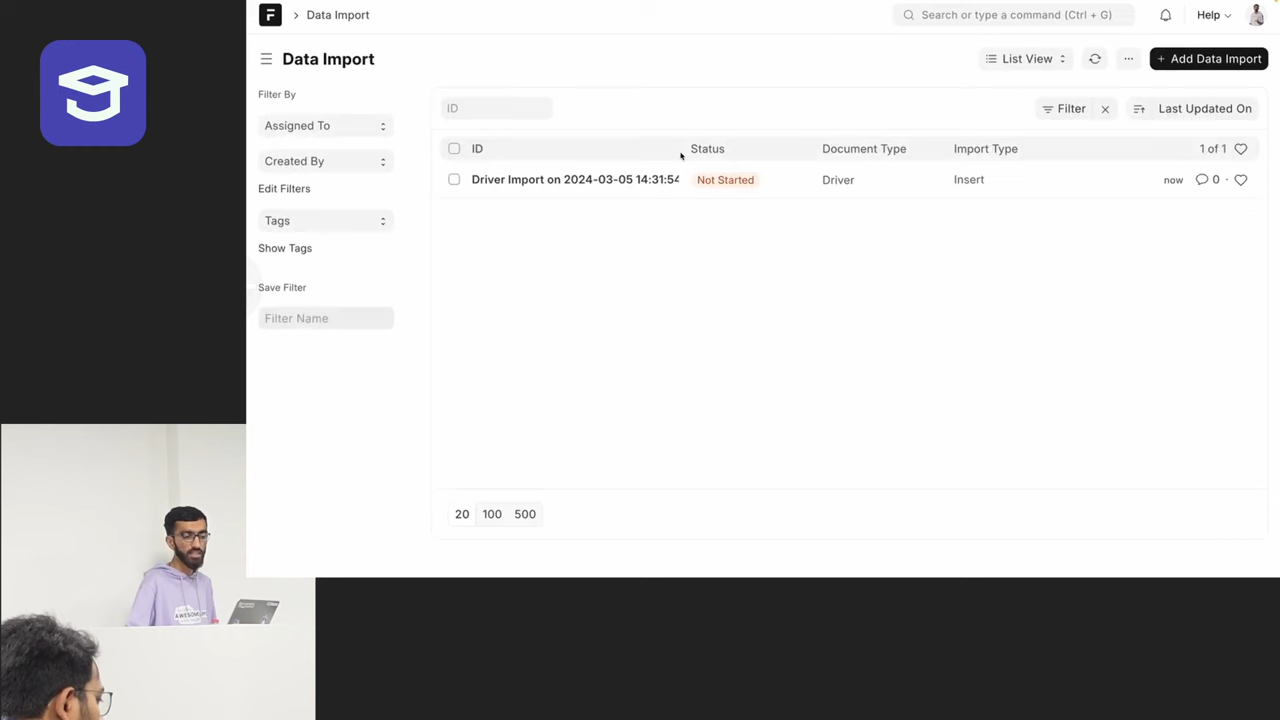 F > Data Import
Search or type a command (Ctrl + G)
Help
Data Import
List View
...
+ Add Data Import
Filter By
Assigned To
Created By
Edit Filters
Tags
Show Tags
Save Filter
Filter Name
ID
Filter
Last Updated On
ID Status Document Type Import Type 1 of 1
Driver Import on 2024-03-05 14:31:54 Not Started Driver Insert now 0 ·
20 100 500
AWESOME